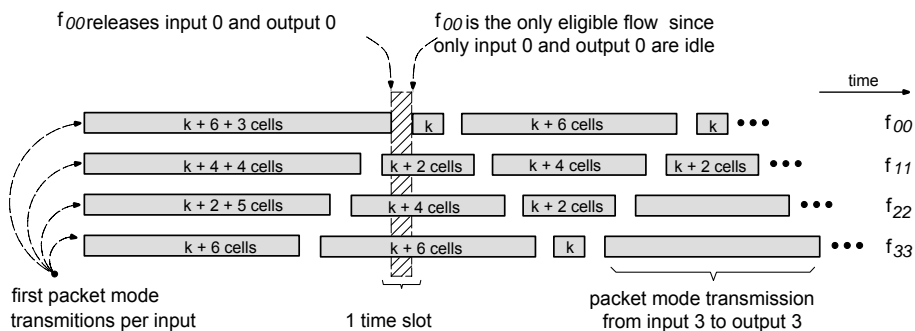 f00 releases input 0 and output 0
f00 is the only eligible flow since
only input 0 and output 0 are idle
time
k + 6 + 3 cells
k
k + 6 cells
k
•••
f00
k + 4 + 4 cells
k + 2 cells
k + 4 cells
k + 2 cells
•••
f11
k + 2 + 5 cells
k + 4 cells
k + 2 cells
•••
f22
k + 6 cells
k + 6 cells
k
•••
f33
first packet mode
transmitions per input
1 time slot
packet mode transmission
from input 3 to output 3